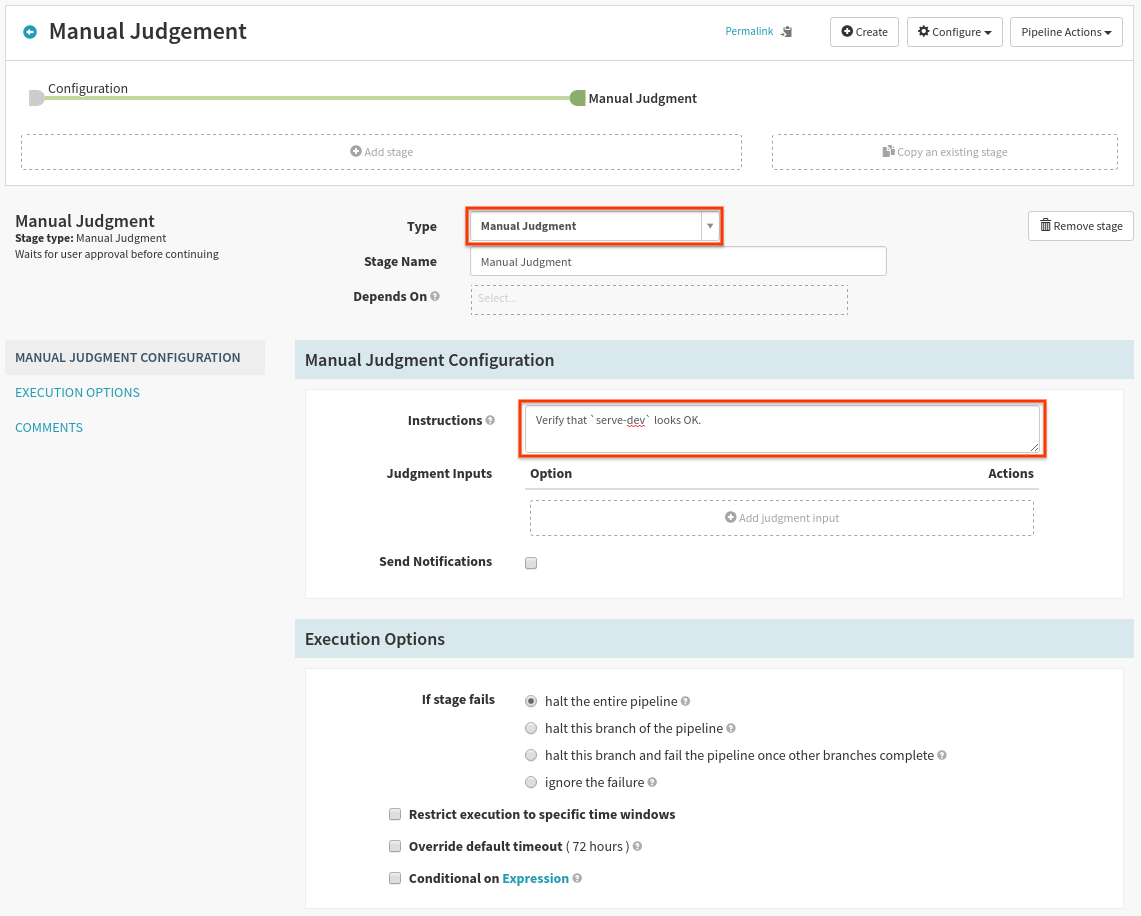 Manual Judgement
Permalink
Create
Configure
Pipeline Actions
Configuration
Manual Judgment
Add stage
Copy an existing stage
Manual Judgment
Stage type: Manual Judgment
Waits for user approval before continuing
Type
Manual Judgment
Remove stage
Stage Name
Manual Judgment
Depends On
Select...
MANUAL JUDGMENT CONFIGURATION
EXECUTION OPTIONS
COMMENTS
Manual Judgment Configuration
Instructions
Verify that `serve-dev` looks OK.
Judgment Inputs
Option
Actions
Add judgment input
Send Notifications
Execution Options
If stage fails
halt the entire pipeline
halt this branch of the pipeline
halt this branch and fail the pipeline once other branches complete
ignore the failure
Restrict execution to specific time windows
Override default timeout ( 72 hours )
Conditional on Expression